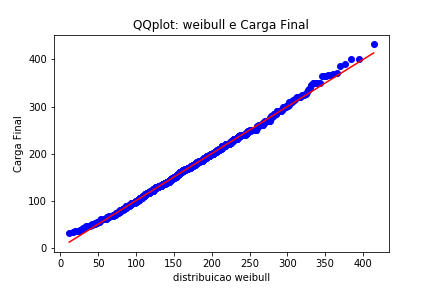 QQplot: weibull e Carga Final
Carga Final
400
300
200
100
0
0 50 100 150 200 250 300 350 400
distribuicao weibull